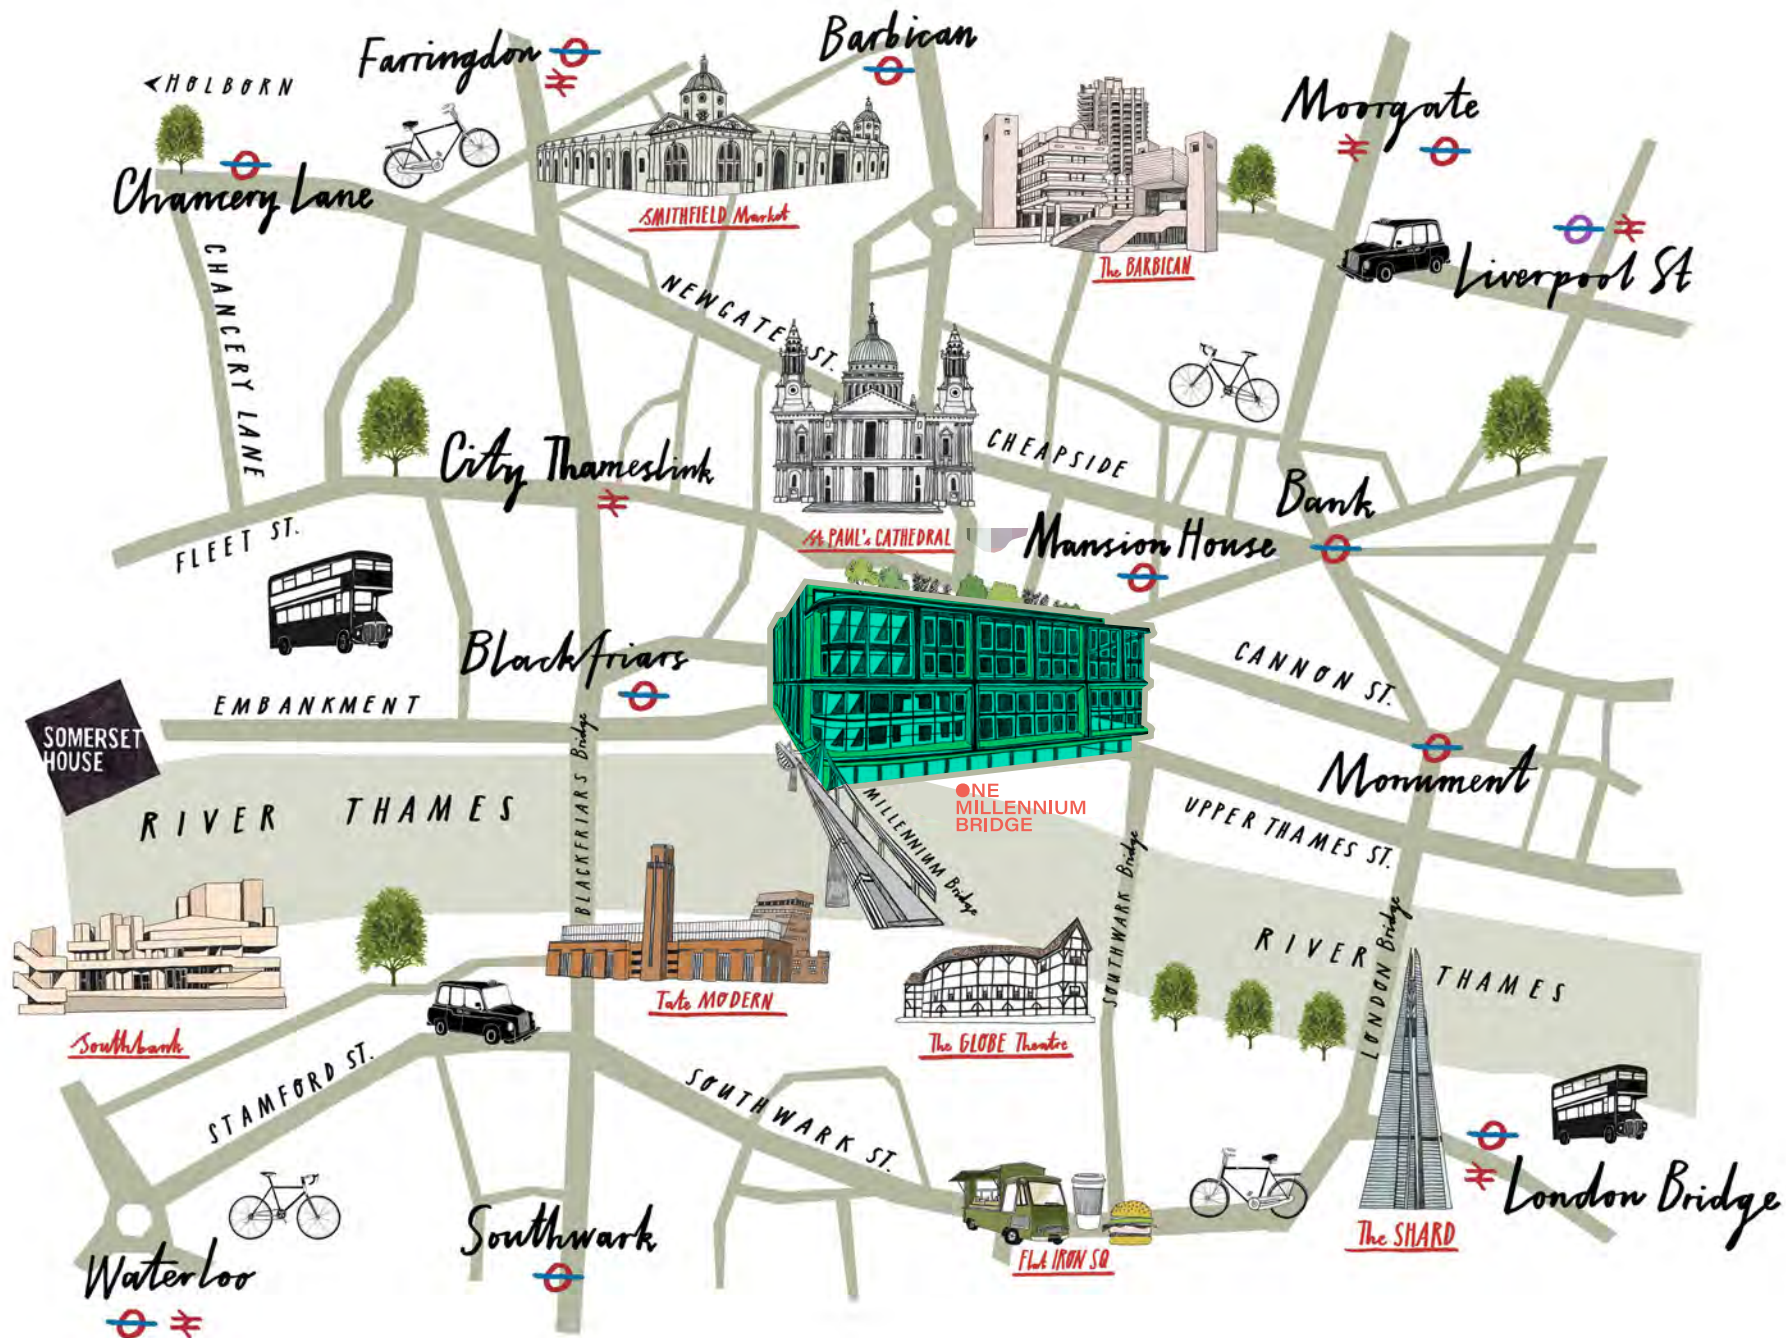 Farringdon
Barbican
HOLBORN
Moorgate
Chancery Lane
SMITHFIELD Market
The BARBICAN
Liverpool St
CHANCERY LANE
NEWGATE ST.
CHEAPSIDE
City Thameslink
Bank
FLEET ST.
St PAUL'S CATHEDRAL
Mansion House
Blackfriars
CANNON ST.
EMBANKMENT
SOMERSET
HOUSE
Monument
RIVER THAMES
BLACKFRIARS Bridge
MILLENNIUM Bridge
ONE
MILLENNIUM
BRIDGE
UPPER THAMES ST.
SOUTHWARK Bridge
LONDON Bridge
RIVER THAMES
Tate MODERN
Southbank
The GLOBE Theatre
STAMFORD ST.
SOUTHWARK ST.
London Bridge
The SHARD
Southwark
FLAT IRON SQ
Waterloo